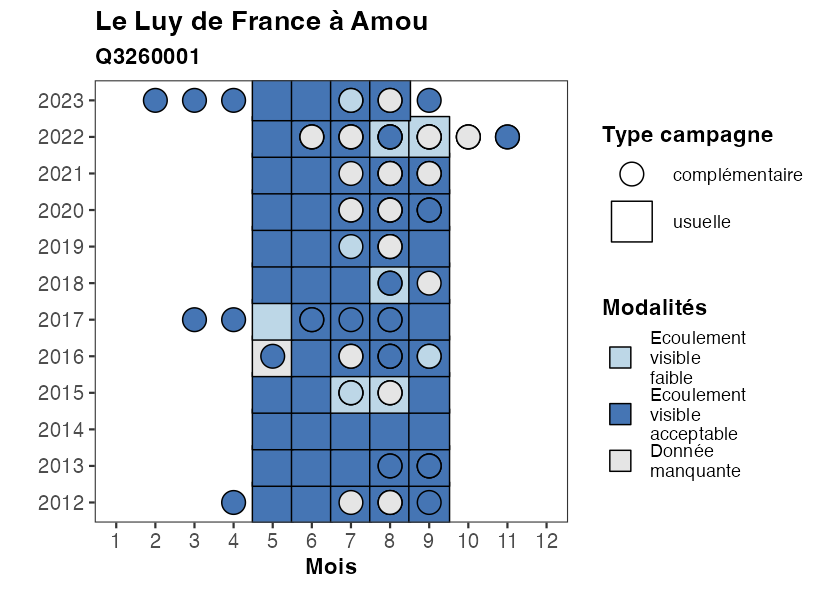 Le Luy de France à Amou
Q3260001
2023
2022
2021
2020
2019
2018
2017
2016
2015
2014
2013
2012
1 2 3 4 5 6 7 8 9 10 11 12
Mois
Type campagne
complémentaire
usuelle
Modalités
Ecoulement
visible
faible
Ecoulement
visible
acceptable
Donnée
manquante